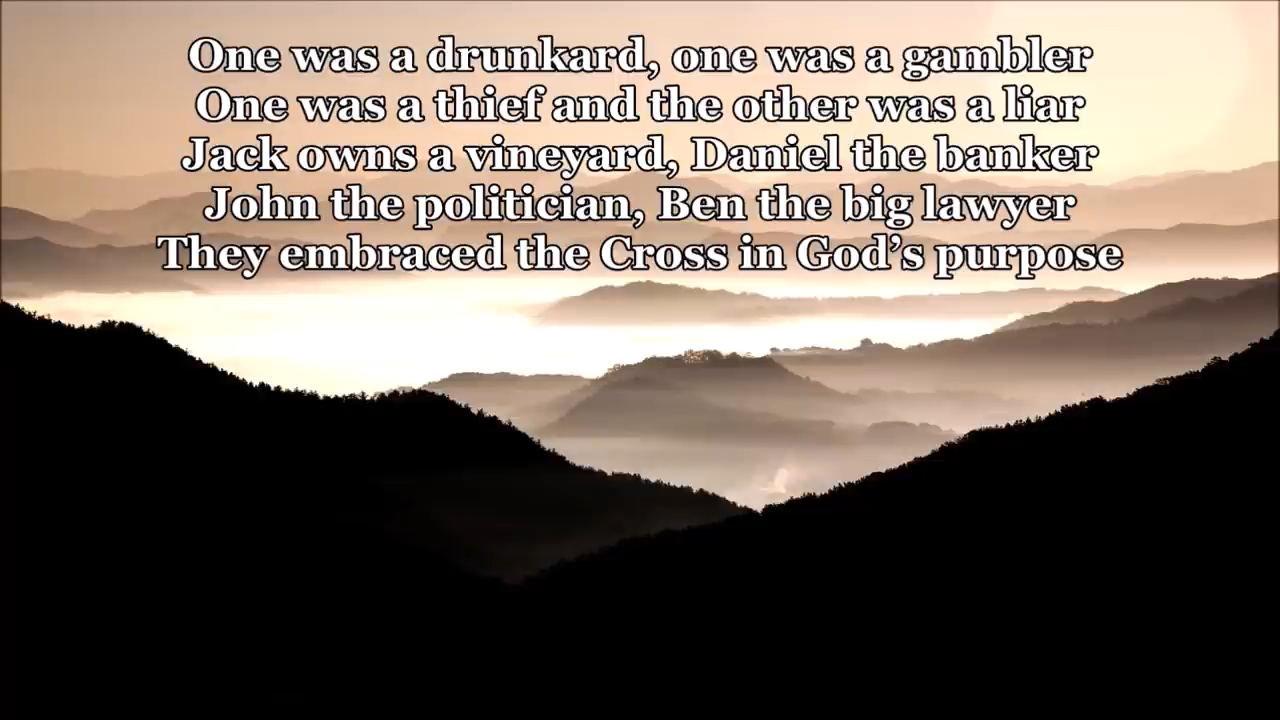 One was a drunkard, one was a gambler
One was a thief and the other was a liar
Jack owns a vineyard, Daniel the banker
John the politician, Ben the big lawyer
They embraced the Cross in God’s purpose